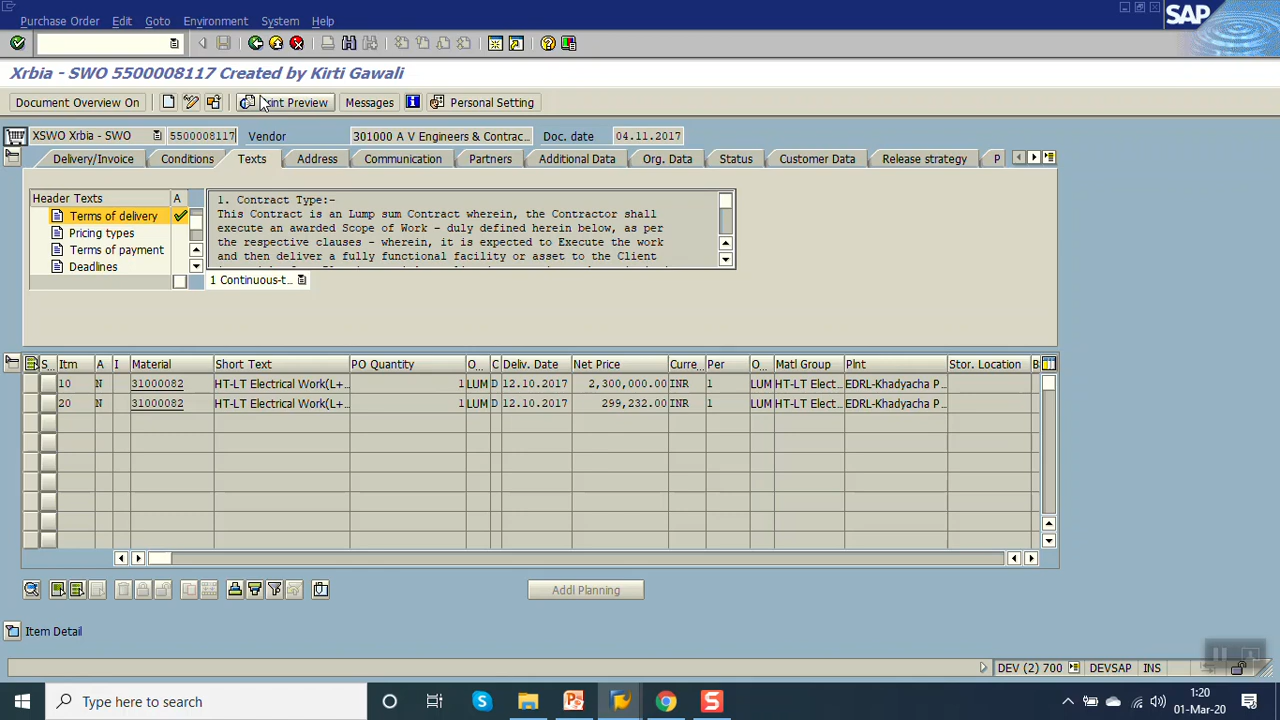 Purchase Order Edit Goto Environment System Help
SAP
Xrbia - SWO 5500008117 Created by Kirti Gawali
Document Overview On Print Preview Messages Personal Setting
XSWO Xrbia - SWO 5500008117 Vendor 301000 A V Engineers & Contrac... Doc. date 04.11.2017
Delivery/Invoice Conditions Texts Address Communication Partners Additional Data Org. Data Status Customer Data Release strategy P
Header Texts A
Terms of delivery
Pricing types
Terms of payment
Deadlines
1. Contract Type:-
This Contract is an Lump sum Contract wherein, the Contractor shall
execute an awarded Scope of Work - duly defined herein below, as per
the respective clauses - wherein, it is expected to Execute the work
and then deliver a fully functional facility or asset to the Client
1 Continuous-t...
S... Itm A I Material Short Text PO Quantity O... C Deliv. Date Net Price Curre... Per O... Matl Group Plnt Stor. Location B
10 N 31000082 HT-LT Electrical Work(L+... 1 LUM D 12.10.2017 2,300,000.00 INR 1 LUM HT-LT Elect... EDRL-Khadyacha P...
20 N 31000082 HT-LT Electrical Work(L+... 1 LUM D 12.10.2017 299,232.00 INR 1 LUM HT-LT Elect... EDRL-Khadyacha P...
Addl Planning
Item Detail
DEV (2) 700 DEVSAP INS
Type here to search
1:20
01-Mar-20